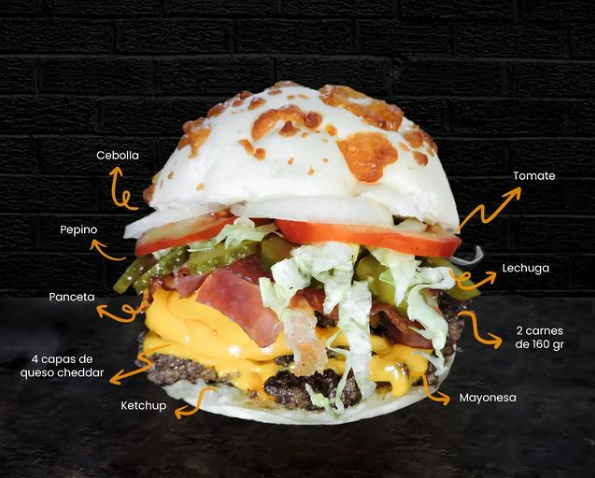 Cebolla
Tomate
Pepino
Lechuga
Panceta
2 carnes
de 160 gr
4 capas de
queso cheddar
Mayonesa
Ketchup